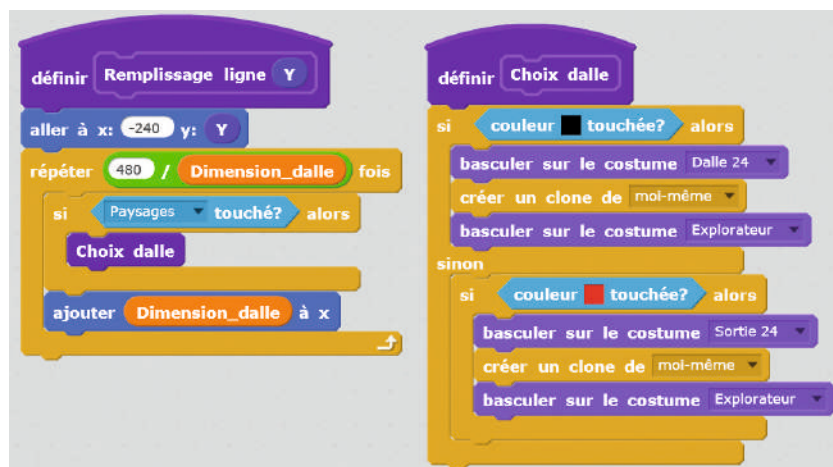 définir Remplissage ligne Y
aller à x: -240 y: Y
répéter 480 / Dimension_dalle fois
si Paysages touché? alors
Choix dalle
ajouter Dimension_dalle à x
définir Choix dalle
si couleur touchée? alors
basculer sur le costume Dalle 24
créer un clone de moi-même
basculer sur le costume Explorateur
sinon
si couleur touchée? alors
basculer sur le costume Sortie 24
créer un clone de moi-même
basculer sur le costume Explorateur